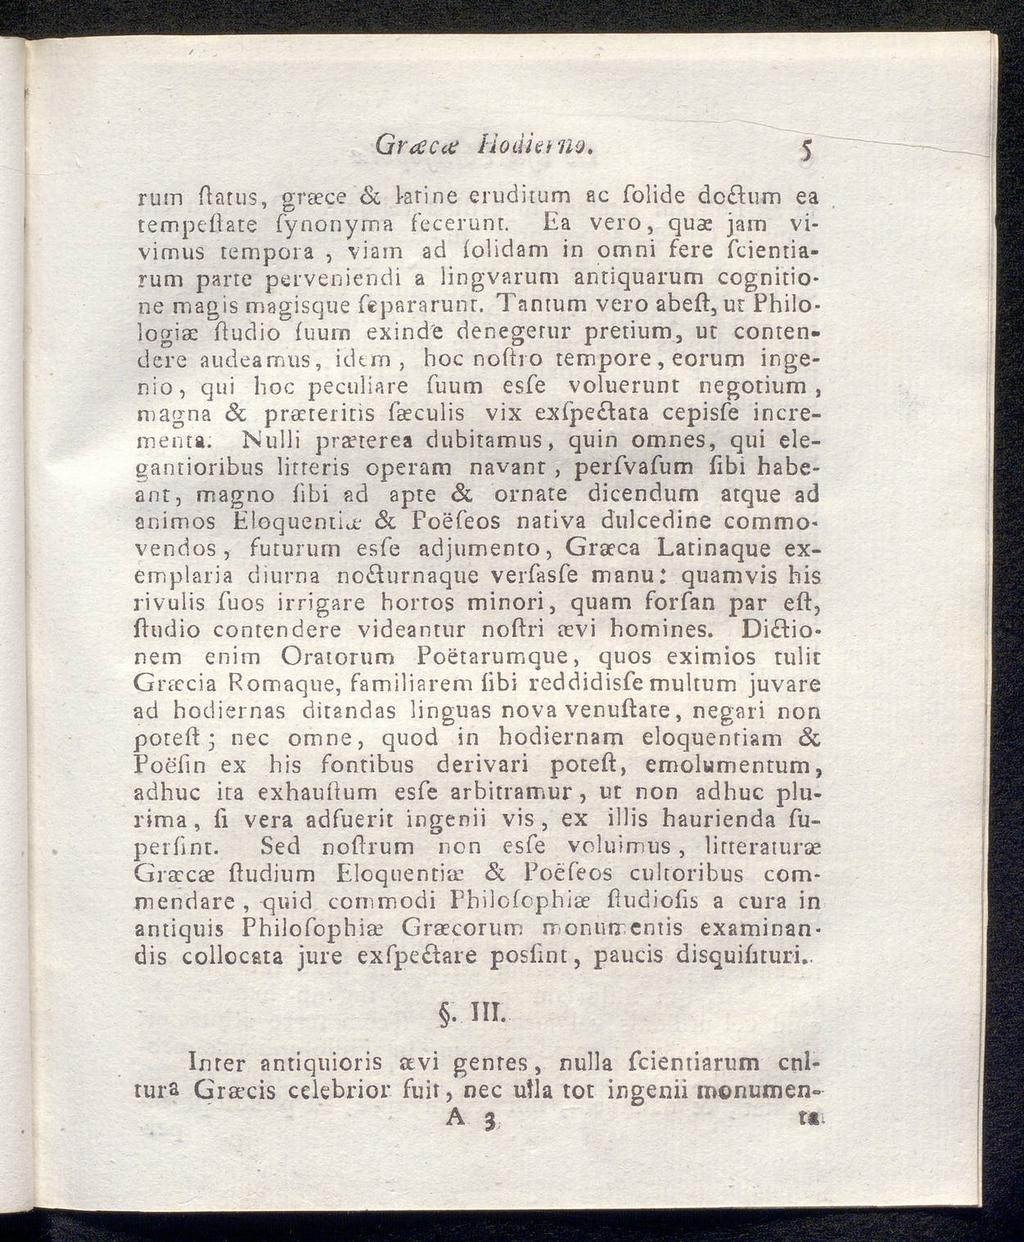 Græcæ Hodierno. 5
rum ſtatus, græce & latine eruditum ac ſolide doctum ea
tempeſtate ſynonyma fecerunt. Ea vero, quæ jam vi-
vimus tempora , viam ad ſolidam in omni fere ſcientia-
rum parte perveniendi a lingvarum antiquarum cognitio-
ne magis magisque ſepararunt. Tantum vero abeſt, ut Philo-
logiæ ſtudio ſuum exinde denegetur pretium, ut conten-
dere audeamus, idem , hoc noſtro tempore, eorum inge-
nio, qui hoc peculiare ſuum esſe voluerunt negotium ,
magna & præteritis ſæculis vix exſpectata cepisſe incre-
menta. Nulli præterea dubitamus, quin omnes, qui ele-
gantioribus litteris operam navant , perſvaſum ſibi habe-
ant, magno ſibi ad apte & ornate dicendum atque ad
animos Eloquentiæ & Poëſeos nativa dulcedine commo-
vendos, futurum esſe adjumento, Græca Latinaque ex-
emplaria diurna nocturnaque verſasſe manu: quamvis his
rivulis ſuos irrigare hortos minori, quam forſan par eſt,
ſtudio contendere videantur noſtri ævi homines. Dictio-
nem enim Oratorum Poëtarumque, quos eximios tulit
Græcia Romaque, familiarem ſibi reddidisſe multum juvare
ad hodiernas ditandas linguas nova venuſtate, negari non
poteſt; nec omne, quod in hodiernam eloquentiam &
Poëſin ex his fontibus derivari poteſt, emolumentum,
adhuc ita exhauſtum esſe arbitramur, ut non adhuc plu-
rima, ſi vera adſuerit ingenii vis, ex illis haurienda ſu-
perſint. Sed noſtrum non esſe voluimus, litteraturæ
Græcæ ſtudium Eloquentiæ & Poëſeos cultoribus com-
mendare , quid commodi Philoſophiæ ſtudioſis a cura in
antiquis Philoſophiæ Græcorum monumentis examinan-
dis collocata jure exſpectare posſint, paucis disquiſituri.
§. III.
Inter antiquioris ævi gentes, nulla ſcientiarum cnl-
tura Græcis celebrior fuit, nec ulla tot ingenii monumen-
A 3 ta